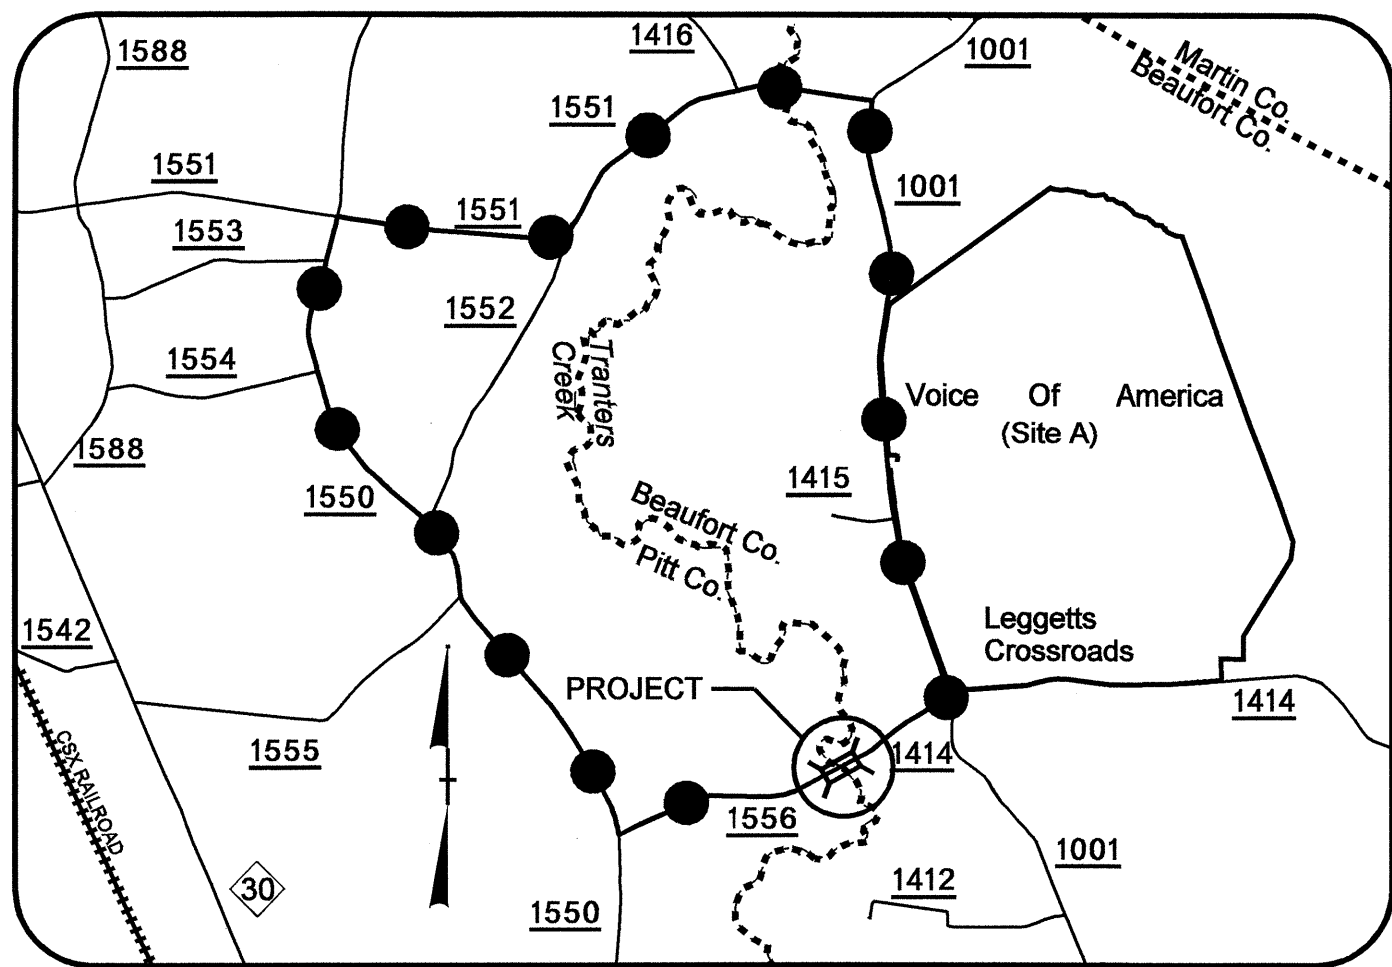 1588
1416
1001
Martin Co.
Beaufort Co.
1551
1551
1551
1001
1553
1552
1554
Tranters
Creek
Voice Of America
(Site A)
1588
1550
1415
Beaufort Co.
Pitt Co.
1542
Leggetts
Crossroads
PROJECT
1414
1555
1414
CSX RAILROAD
1556
1001
30
1412
1550